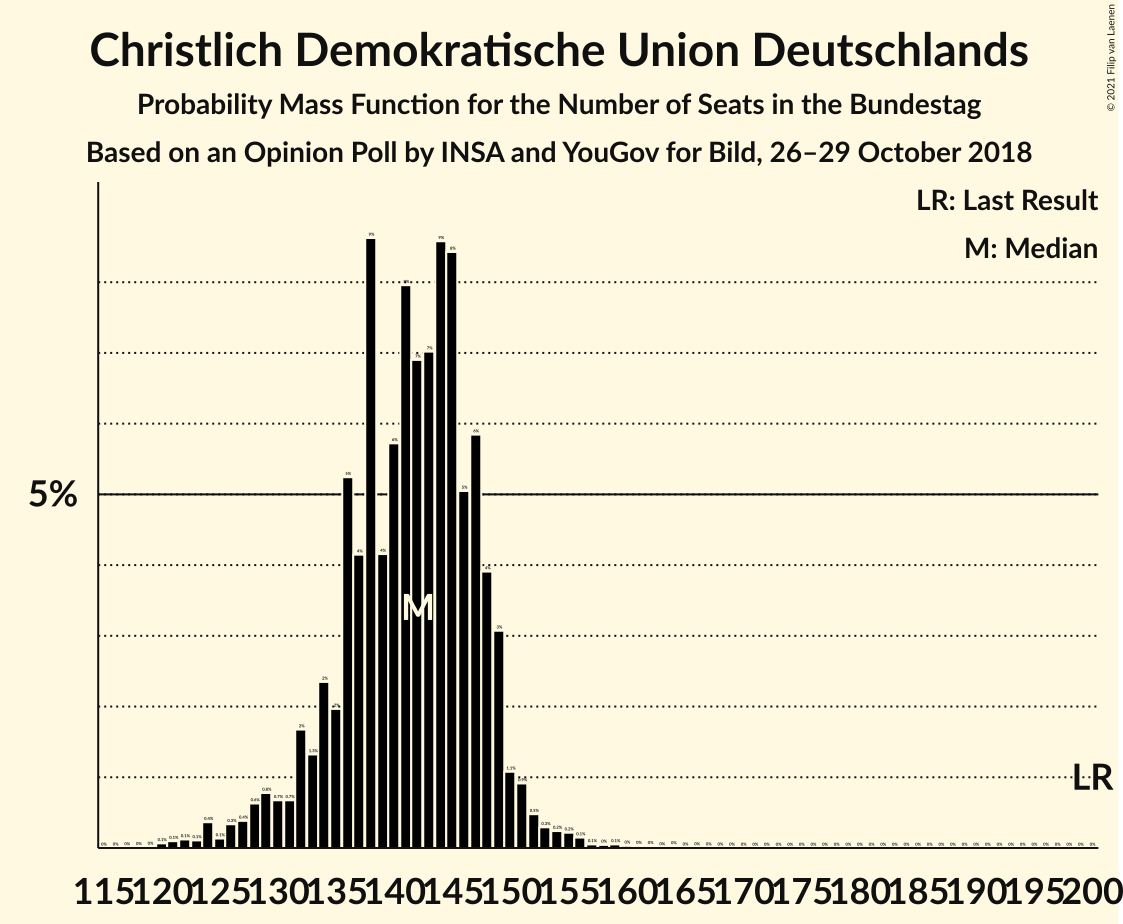 Christlich Demokratische Union Deutschlands
Probability Mass Function for the Number of Seats in the Bundestag
Based on an Opinion Poll by INSA and YouGov for Bild, 26–29 October 2018
© 2021 Filip van Laenen
LR: Last Result
M: Median
5%
M
LR
115 120 125 130 135 140 145 150 155 160 165 170 175 180 185 190 195 200